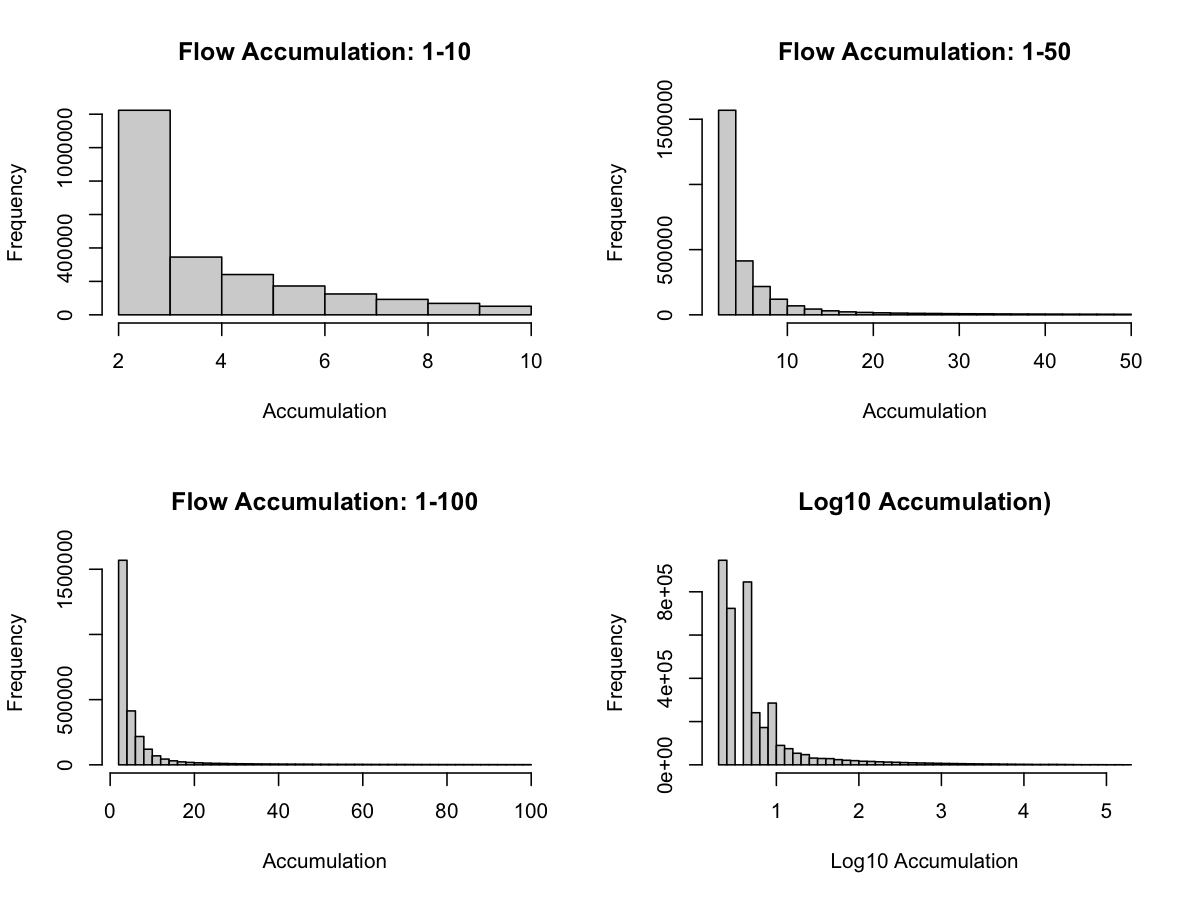 Flow Accumulation: 1-10
Frequency
0 400000 1000000
2 4 6 8 10
Accumulation
Flow Accumulation: 1-50
Frequency
0 500000 1500000
10 20 30 40 50
Accumulation
Flow Accumulation: 1-100
Frequency
0 500000 1500000
0 20 40 60 80 100
Accumulation
Log10 Accumulation)
Frequency
0e+00 4e+05 8e+05
1 2 3 4 5
Log10 Accumulation